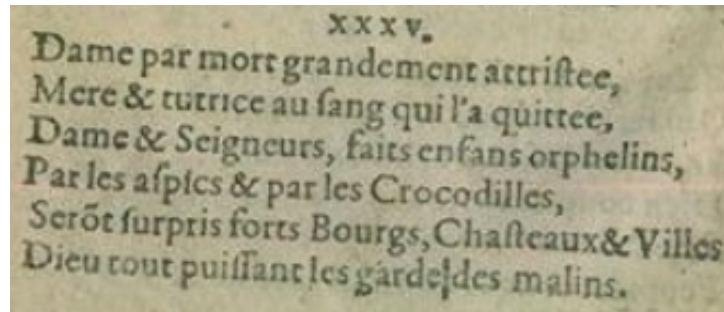 XXXV.
Dame par mort grandement attriſtee,
Mere & tutrice au ſang qui l'a quittee,
Dame & Seigneurs, faits enfans orphelins,
Par les aſpics & par les Crocodilles,
Serõt ſurpris forts Bourgs, Chaſteaux & Villes
Dieu tout puiſſant les garde des malins.